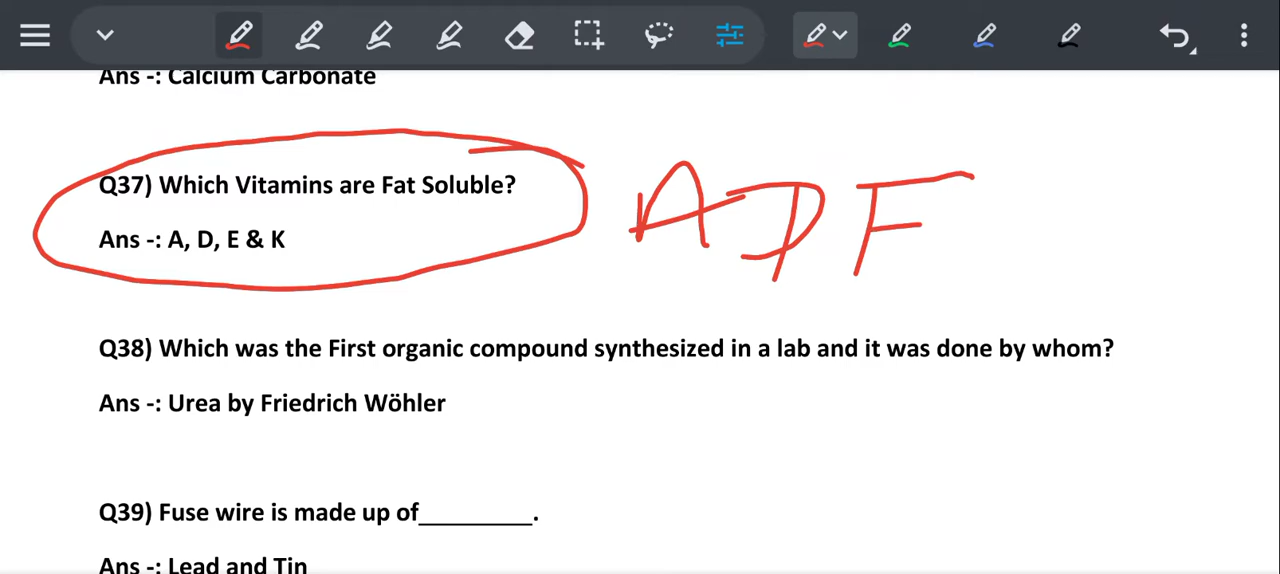 Ans -: Calcium Carbonate
Q37) Which Vitamins are Fat Soluble?
Ans -: A, D, E & K
A D F
Q38) Which was the First organic compound synthesized in a lab and it was done by whom?
Ans -: Urea by Friedrich Wöhler
Q39) Fuse wire is made up of_________.
Ans -: Lead and Tin